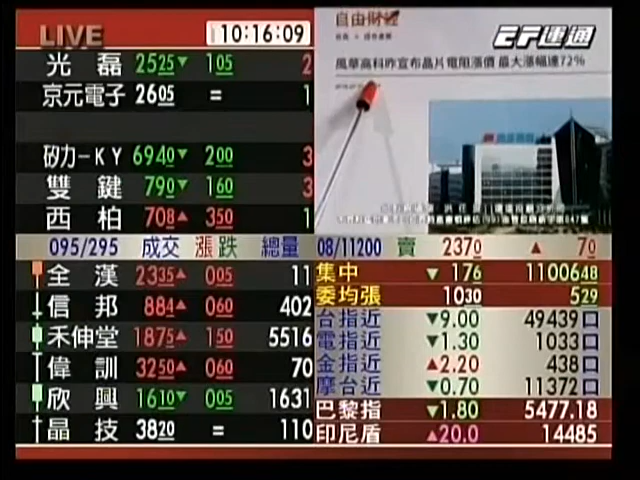 LIVE
10:16:09
光磊 2525▼ 105 2
京元電子 2605 = 1
矽力-KY 6940▼ 200 3
雙鍵 790▼ 160 3
西柏 708▲ 350 1
095/295 成交 漲跌 總量
全漢 2335▲ 005 11
信邦 884▲ 060 402
禾伸堂 1875▲ 150 5516
偉訓 3250▲ 060 70
欣興 1610▼ 005 1631
晶技 3820 = 110
自由財經
ET 運通
風華高科昨宣布晶片電阻漲價 最大漲幅達72%
08/11200 賣 2370 ▲ 70
集中 ▼ 176 1100648
委均張 1030 529
台指近 ▼9.00 49439口
電指近 ▼1.30 1033口
金指近 ▲2.20 438口
摩台近 ▼0.70 11372口
巴黎指 ▼1.80 5477.18
印尼盾 ▲20.0 14485